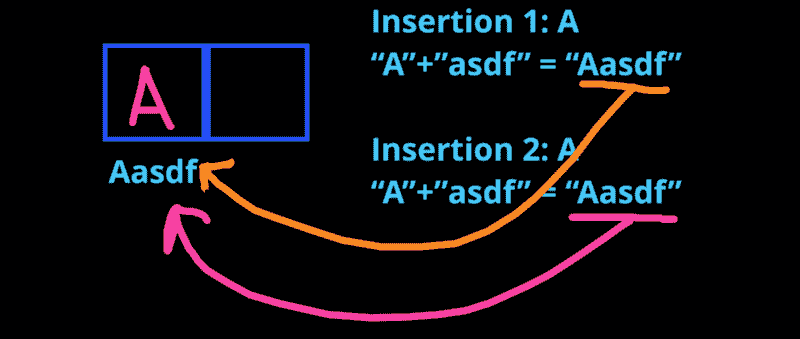 Insertion 1: A
“A”+”asdf” = “Aasdf”
A
Aasdf
Insertion 2: A
“A”+”asdf” = “Aasdf”